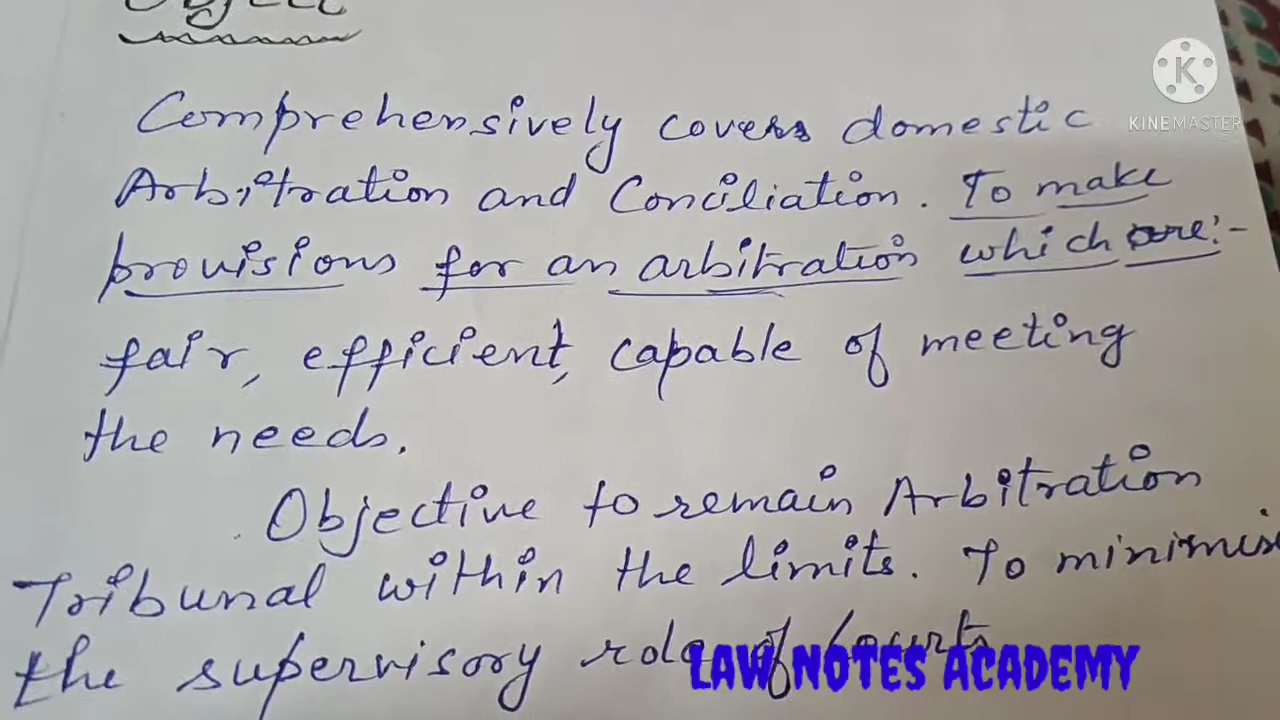 Object
Comprehensively covers domestic
Arbitration and Conciliation. To make
provisions for an arbitration which are:-
fair, efficient, capable of meeting
the needs.
Objective to remain Arbitration
Tribunal within the limits. To minimise
the supervisory role of Courts
K
KINEMASTER
LAW NOTES ACADEMY